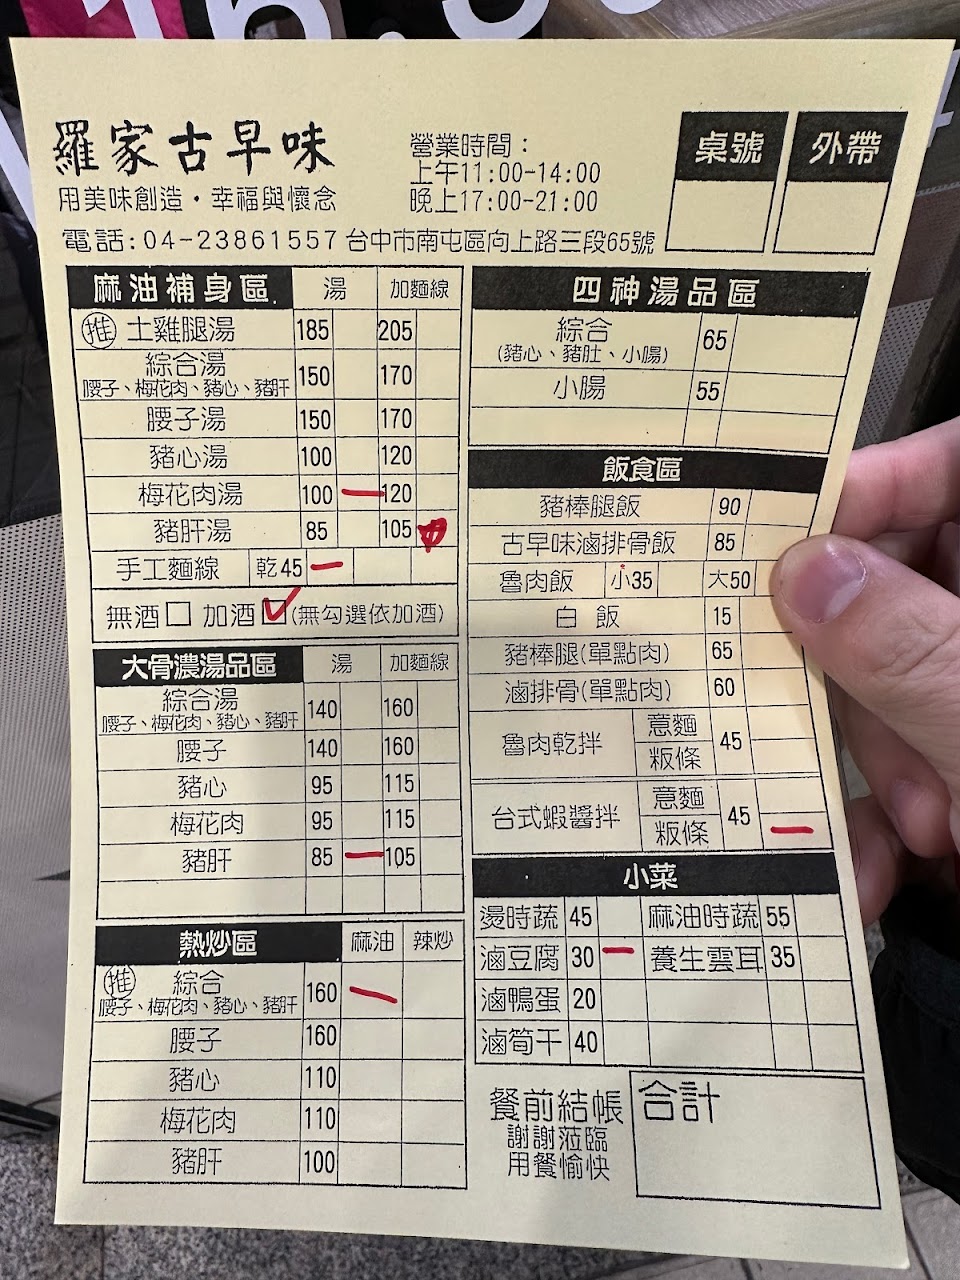 羅家古早味
用美味創造・幸福與懷念
營業時間：
上午11:00-14:00
晚上17:00-21:00
桌號
外帶
電話:04-23861557 台中市南屯區向上路三段65號
麻油補身區 湯 加麵線
推 土雞腿湯 185 205
綜合湯 150 170
腰子、梅花肉、豬心、豬肝
腰子湯 150 170
豬心湯 100 120
梅花肉湯 100 120
豬肝湯 85 105
手工麵線 乾45
無酒□ 加酒□(無勾選依加酒)
大骨濃湯品區 湯 加麵線
綜合湯 140 160
腰子、梅花肉、豬心、豬肝
腰子 140 160
豬心 95 115
梅花肉 95 115
豬肝 85 105
熱炒區 麻油 辣炒
推 綜合 160
腰子、梅花肉、豬心、豬肝
腰子 160
豬心 110
梅花肉 110
豬肝 100
四神湯品區
綜合 65
(豬心、豬肚、小腸)
小腸 55
飯食區
豬棒腿飯 90
古早味滷排骨飯 85
魯肉飯 小35 大50
白飯 15
豬棒腿(單點肉) 65
滷排骨(單點肉) 60
魯肉乾拌 意麵 粄條 45
台式蝦醬拌 意麵 粄條 45
小菜
燙時蔬 45 麻油時蔬 55
滷豆腐 30 養生雲耳 35
滷鴨蛋 20
滷筍干 40
餐前結帳
謝謝蒞臨
用餐愉快
合計